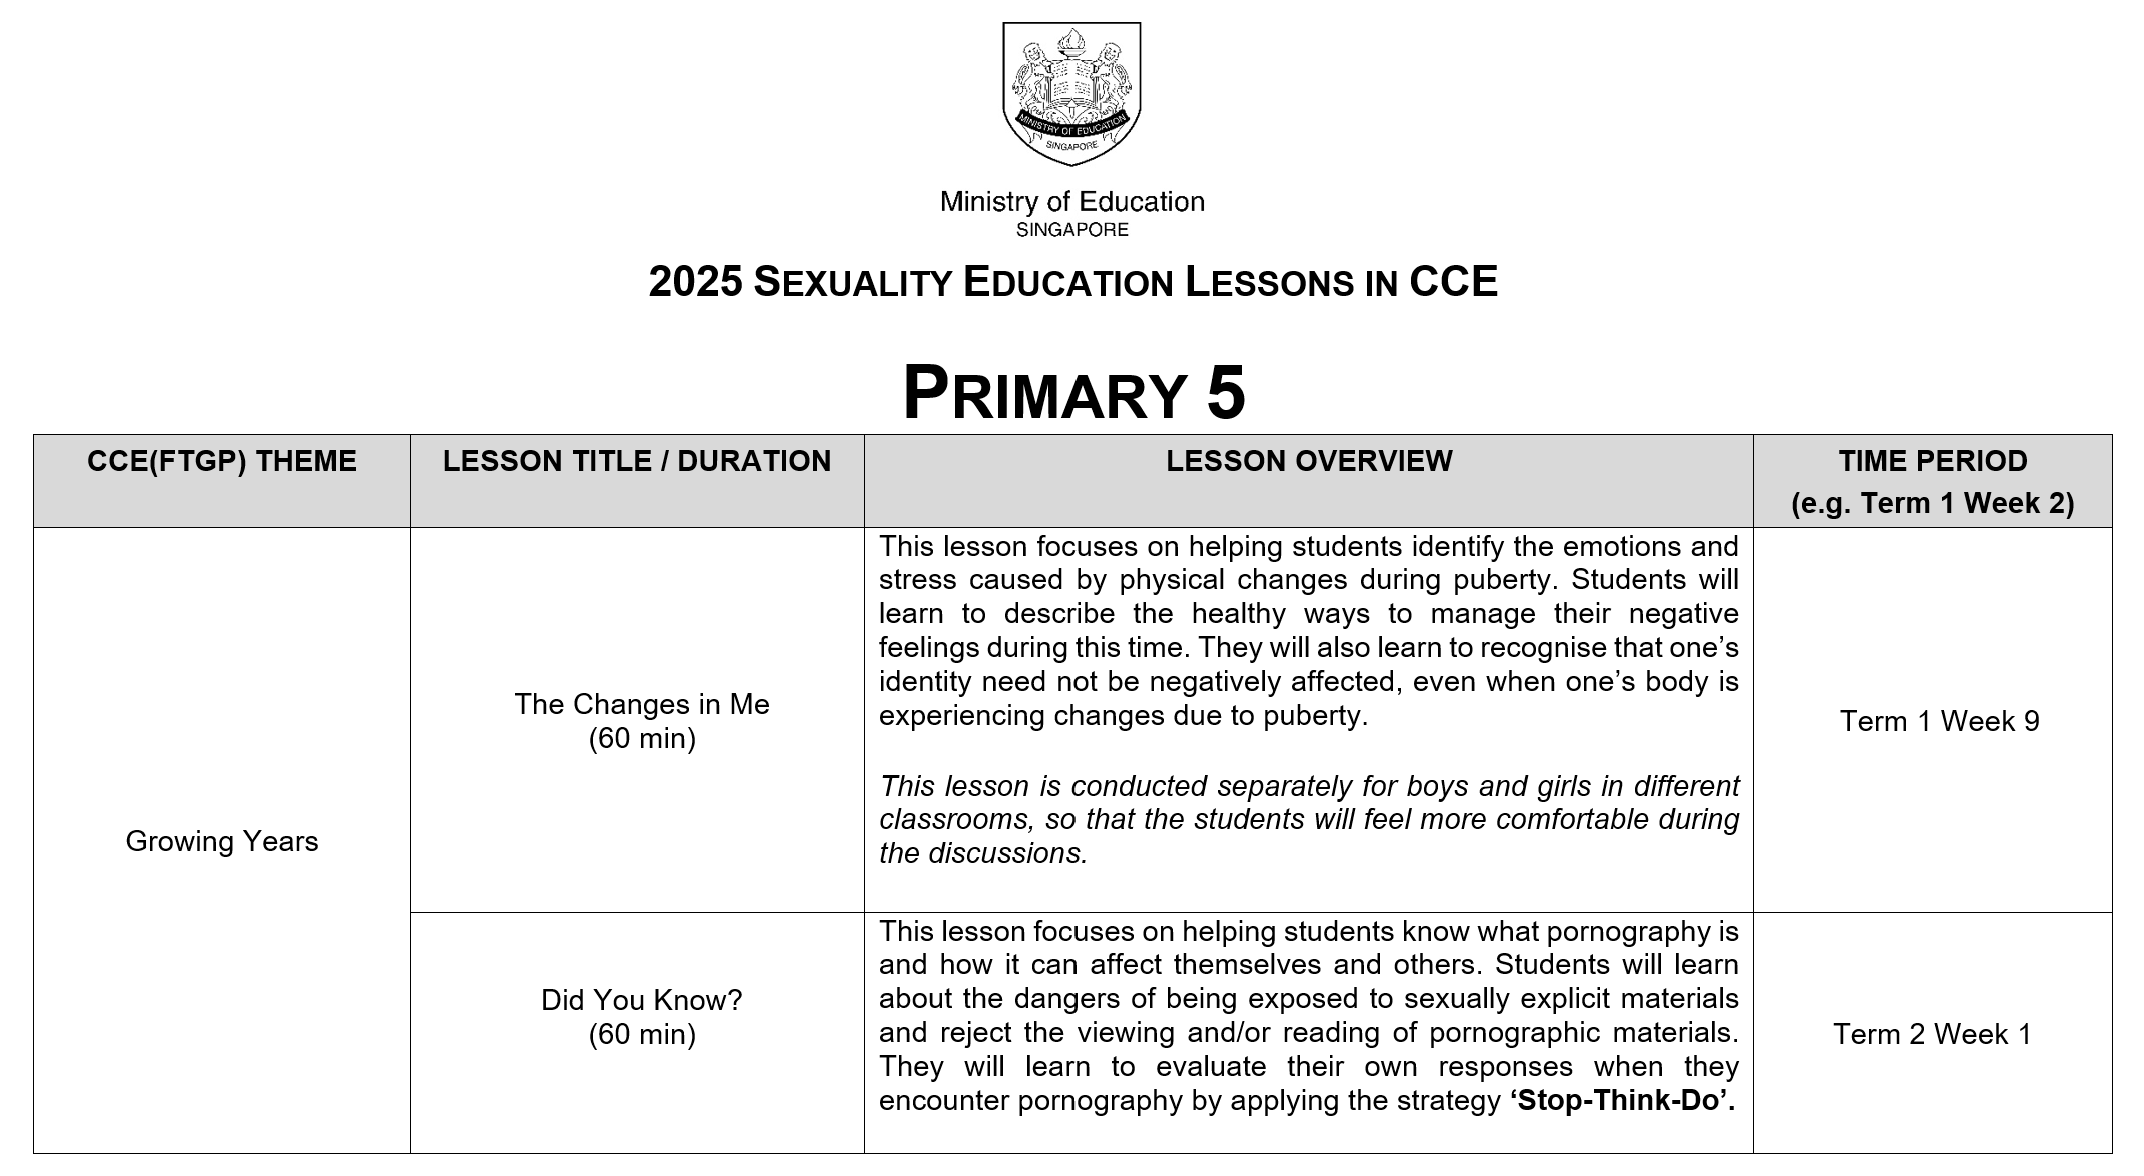 MINISTRY OF EDUCATION
SINGAPORE
Ministry of Education
SINGAPORE
2025 SEXUALITY EDUCATION LESSONS IN CCE
PRIMARY 5
CCE(FTGP) THEME
LESSON TITLE / DURATION
LESSON OVERVIEW
TIME PERIOD
(e.g. Term 1 Week 2)
Growing Years
The Changes in Me
(60 min)
This lesson focuses on helping students identify the emotions and
stress caused by physical changes during puberty. Students will
learn to describe the healthy ways to manage their negative
feelings during this time. They will also learn to recognise that one’s
identity need not be negatively affected, even when one’s body is
experiencing changes due to puberty.
This lesson is conducted separately for boys and girls in different
classrooms, so that the students will feel more comfortable during
the discussions.
Term 1 Week 9
Did You Know?
(60 min)
This lesson focuses on helping students know what pornography is
and how it can affect themselves and others. Students will learn
about the dangers of being exposed to sexually explicit materials
and reject the viewing and/or reading of pornographic materials.
They will learn to evaluate their own responses when they
encounter pornography by applying the strategy ‘Stop-Think-Do’.
Term 2 Week 1